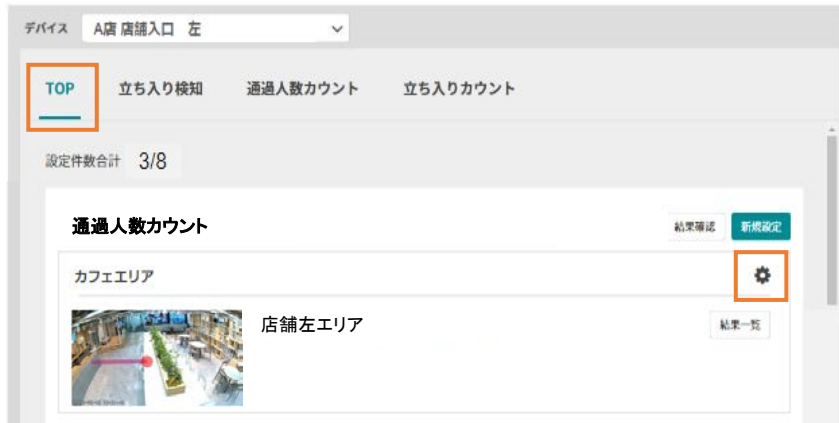 デバイス A店 店舗入口 左
TOP 立ち入り検知 通過人数カウント 立ち入りカウント
設定件数合計 3/8
通過人数カウント 結果確認 新規設定
カフェエリア
店舗左エリア 結果一覧